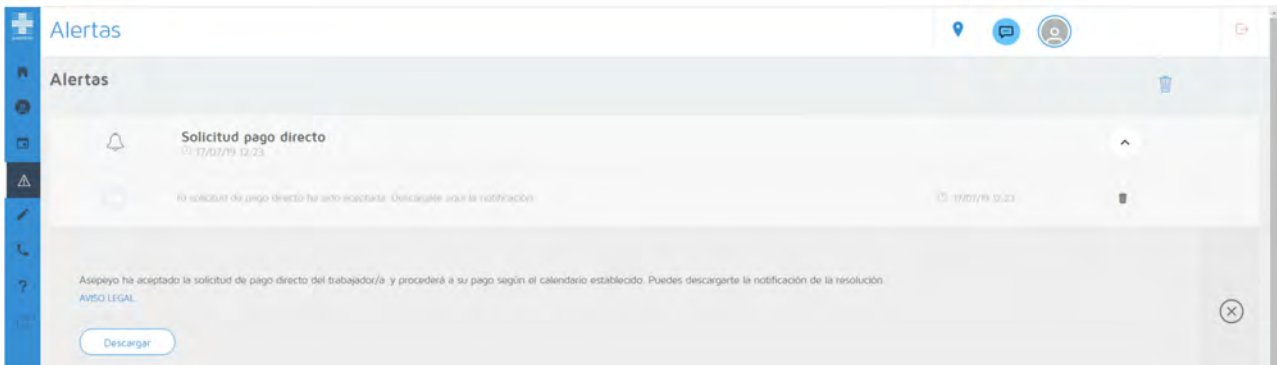 Alertas
Alertas
Solicitud pago directo
17/07/19 12:23
tu solicitud de pago directo ha sido aceptada. Descárgate aquí la notificación.
17/07/19 12:23
Asepeyo ha aceptado la solicitud de pago directo del trabajador/a y procederá a su pago según el calendario establecido. Puedes descargarte la notificación de la resolución.
AVISO LEGAL.
Descargar